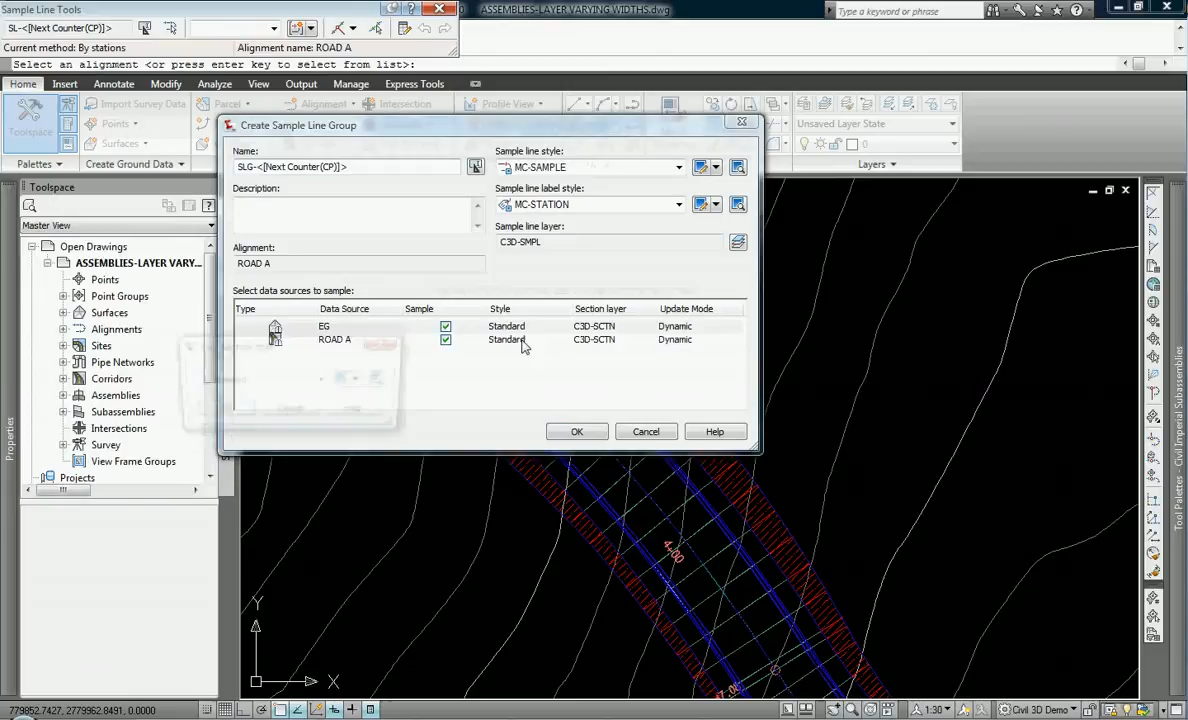 Sample Line Tools
ASSEMBLIES-LAYER VARYING WIDTHS.dwg
Type a keyword or phrase
SL-<[Next Counter(CP)]>
Current method: By stations
Alignment name: ROAD A
Select an alignment <or press enter key to select from list>:
Home
Insert
Annotate
Modify
Analyze
View
Output
Manage
Express Tools
Toolspace
Import Survey Data
Points
Surfaces
Parcel
Alignment
Intersection
Profile View
Unsaved Layer State
0
Palettes
Create Ground Data
Layers
Create Sample Line Group
Name:
SLG-<[Next Counter(CP)]>
Description:
Alignment:
ROAD A
Sample line style:
MC-SAMPLE
Sample line label style:
MC-STATION
Sample line layer:
C3D-SMPL
Select data sources to sample:
Type Data Source Sample Style Section layer Update Mode
EG Standard C3D-SCTN Dynamic
ROAD A Standard C3D-SCTN Dynamic
OK
Cancel
Help
Toolspace
Master View
Open Drawings
ASSEMBLIES-LAYER VARY...
Points
Point Groups
Surfaces
Alignments
Sites
Pipe Networks
Corridors
Assemblies
Subassemblies
Intersections
Survey
View Frame Groups
Projects
Properties
Tool Palettes - Civil Imperial Subassemblies
4+00
Y
X
779852.7427, 2779962.8491, 0.0000
1:30
Civil 3D Demo